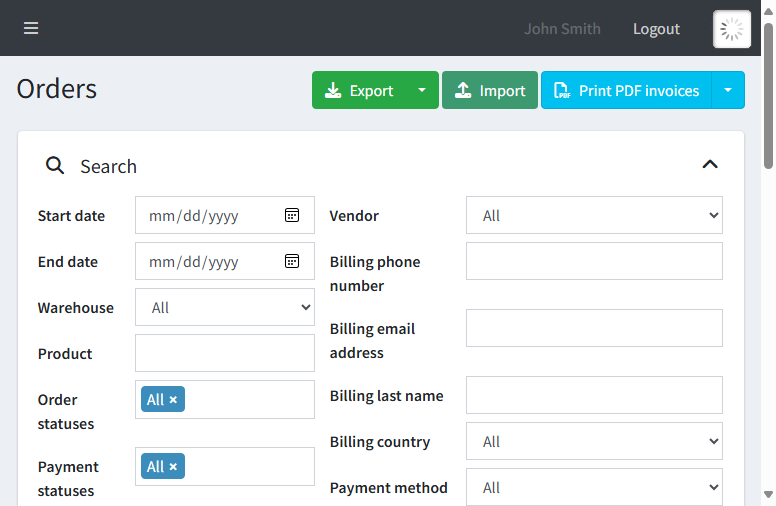 John Smith
Logout
Orders
Export
Import
Print PDF invoices
Search
Start date
mm/dd/yyyy
Vendor
All
End date
mm/dd/yyyy
Billing phone
number
Warehouse
All
Billing email
address
Product
Order
statuses
All ×
Billing last name
Billing country
All
Payment
statuses
All ×
Payment method
All